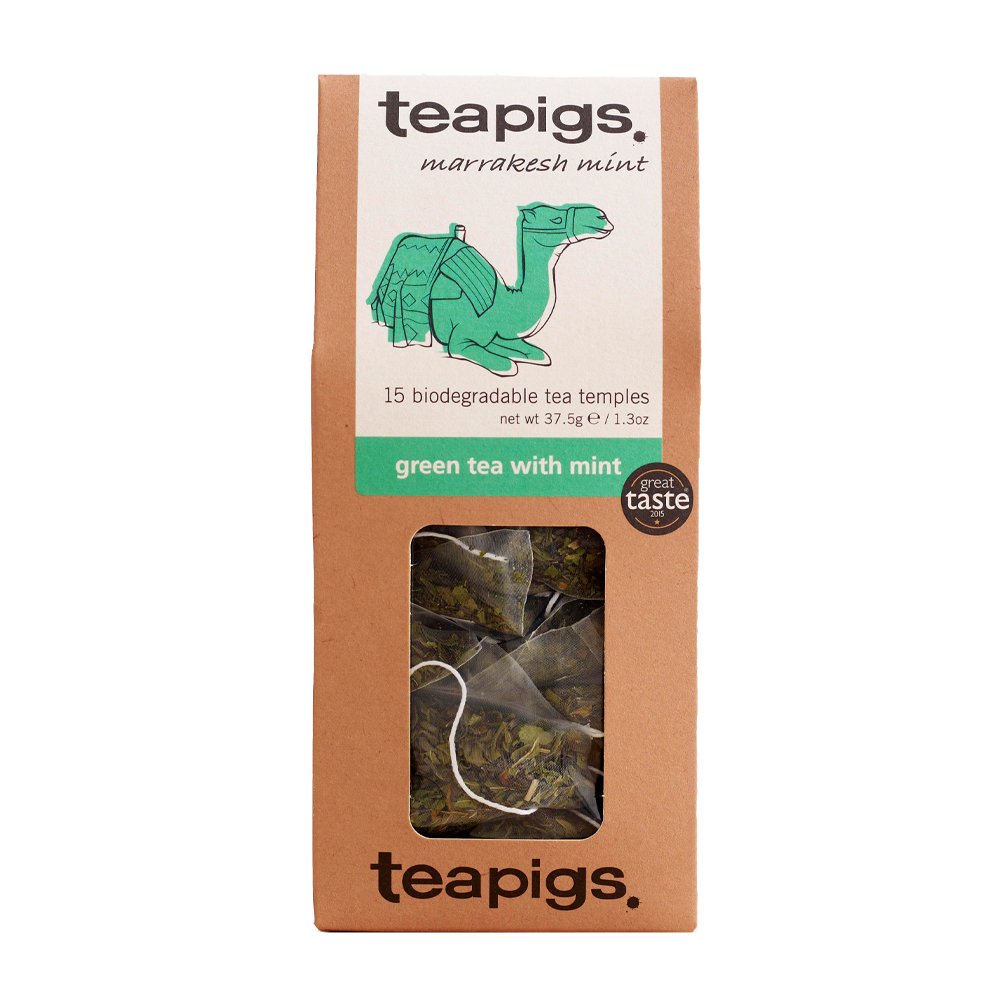 teapigs.
marrakesh mint
15 biodegradable tea temples
net wt 37.5g ℮ / 1.3oz
green tea with mint
great
taste®
2015
teapigs.